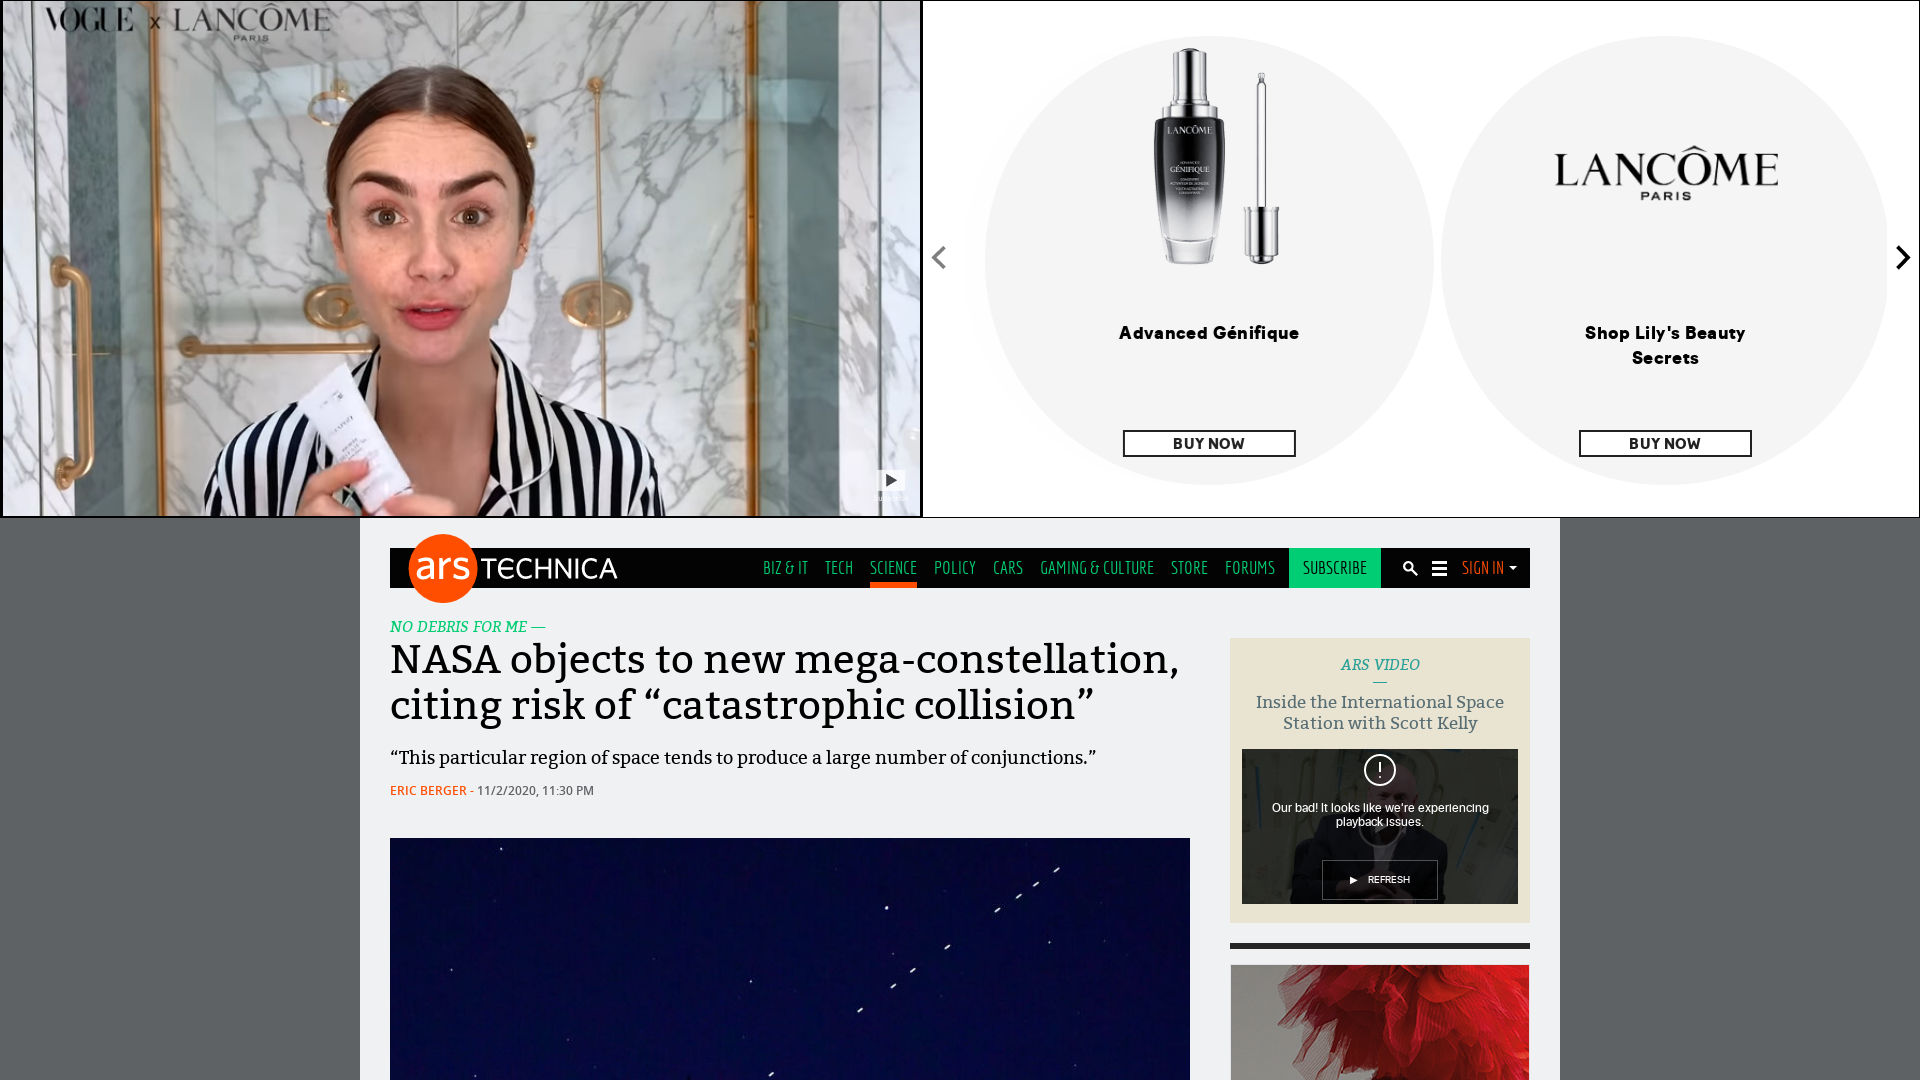 VOGUE x LANCÔME
PARIS
LANCÔME
ADVANCED
GÉNIFIQUE
Advanced Génifique
BUY NOW
LANCÔME
PARIS
Shop Lily's Beauty
Secrets
BUY NOW
ars TECHNICA
BIZ & IT
TECH
SCIENCE
POLICY
CARS
GAMING & CULTURE
STORE
FORUMS
SUBSCRIBE
SIGN IN
NO DEBRIS FOR ME —
NASA objects to new mega-constellation,
citing risk of “catastrophic collision”
“This particular region of space tends to produce a large number of conjunctions.”
ERIC BERGER - 11/2/2020, 11:30 PM
ARS VIDEO
Inside the International Space
Station with Scott Kelly
Our bad! It looks like we're experiencing
playback issues.
REFRESH